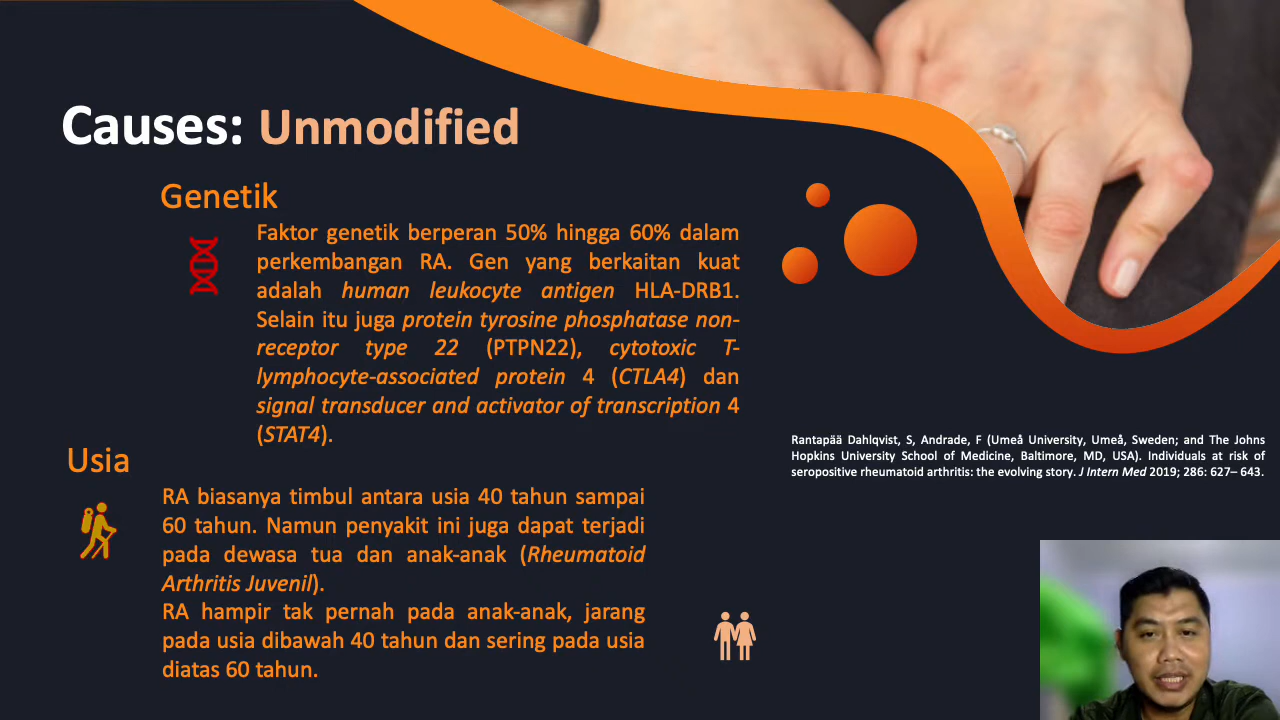 Causes: Unmodified
Genetik
Faktor genetik berperan 50% hingga 60% dalam
perkembangan RA. Gen yang berkaitan kuat
adalah human leukocyte antigen HLA-DRB1.
Selain itu juga protein tyrosine phosphatase non-
receptor type 22 (PTPN22), cytotoxic T-
lymphocyte-associated protein 4 (CTLA4) dan
signal transducer and activator of transcription 4
(STAT4).
Usia
RA biasanya timbul antara usia 40 tahun sampai
60 tahun. Namun penyakit ini juga dapat terjadi
pada dewasa tua dan anak-anak (Rheumatoid
Arthritis Juvenil).
RA hampir tak pernah pada anak-anak, jarang
pada usia dibawah 40 tahun dan sering pada usia
diatas 60 tahun.
Rantapää Dahlqvist, S, Andrade, F (Umeå University, Umeå, Sweden; and The Johns
Hopkins University School of Medicine, Baltimore, MD, USA). Individuals at risk of
seropositive rheumatoid arthritis: the evolving story. J Intern Med 2019; 286: 627– 643.